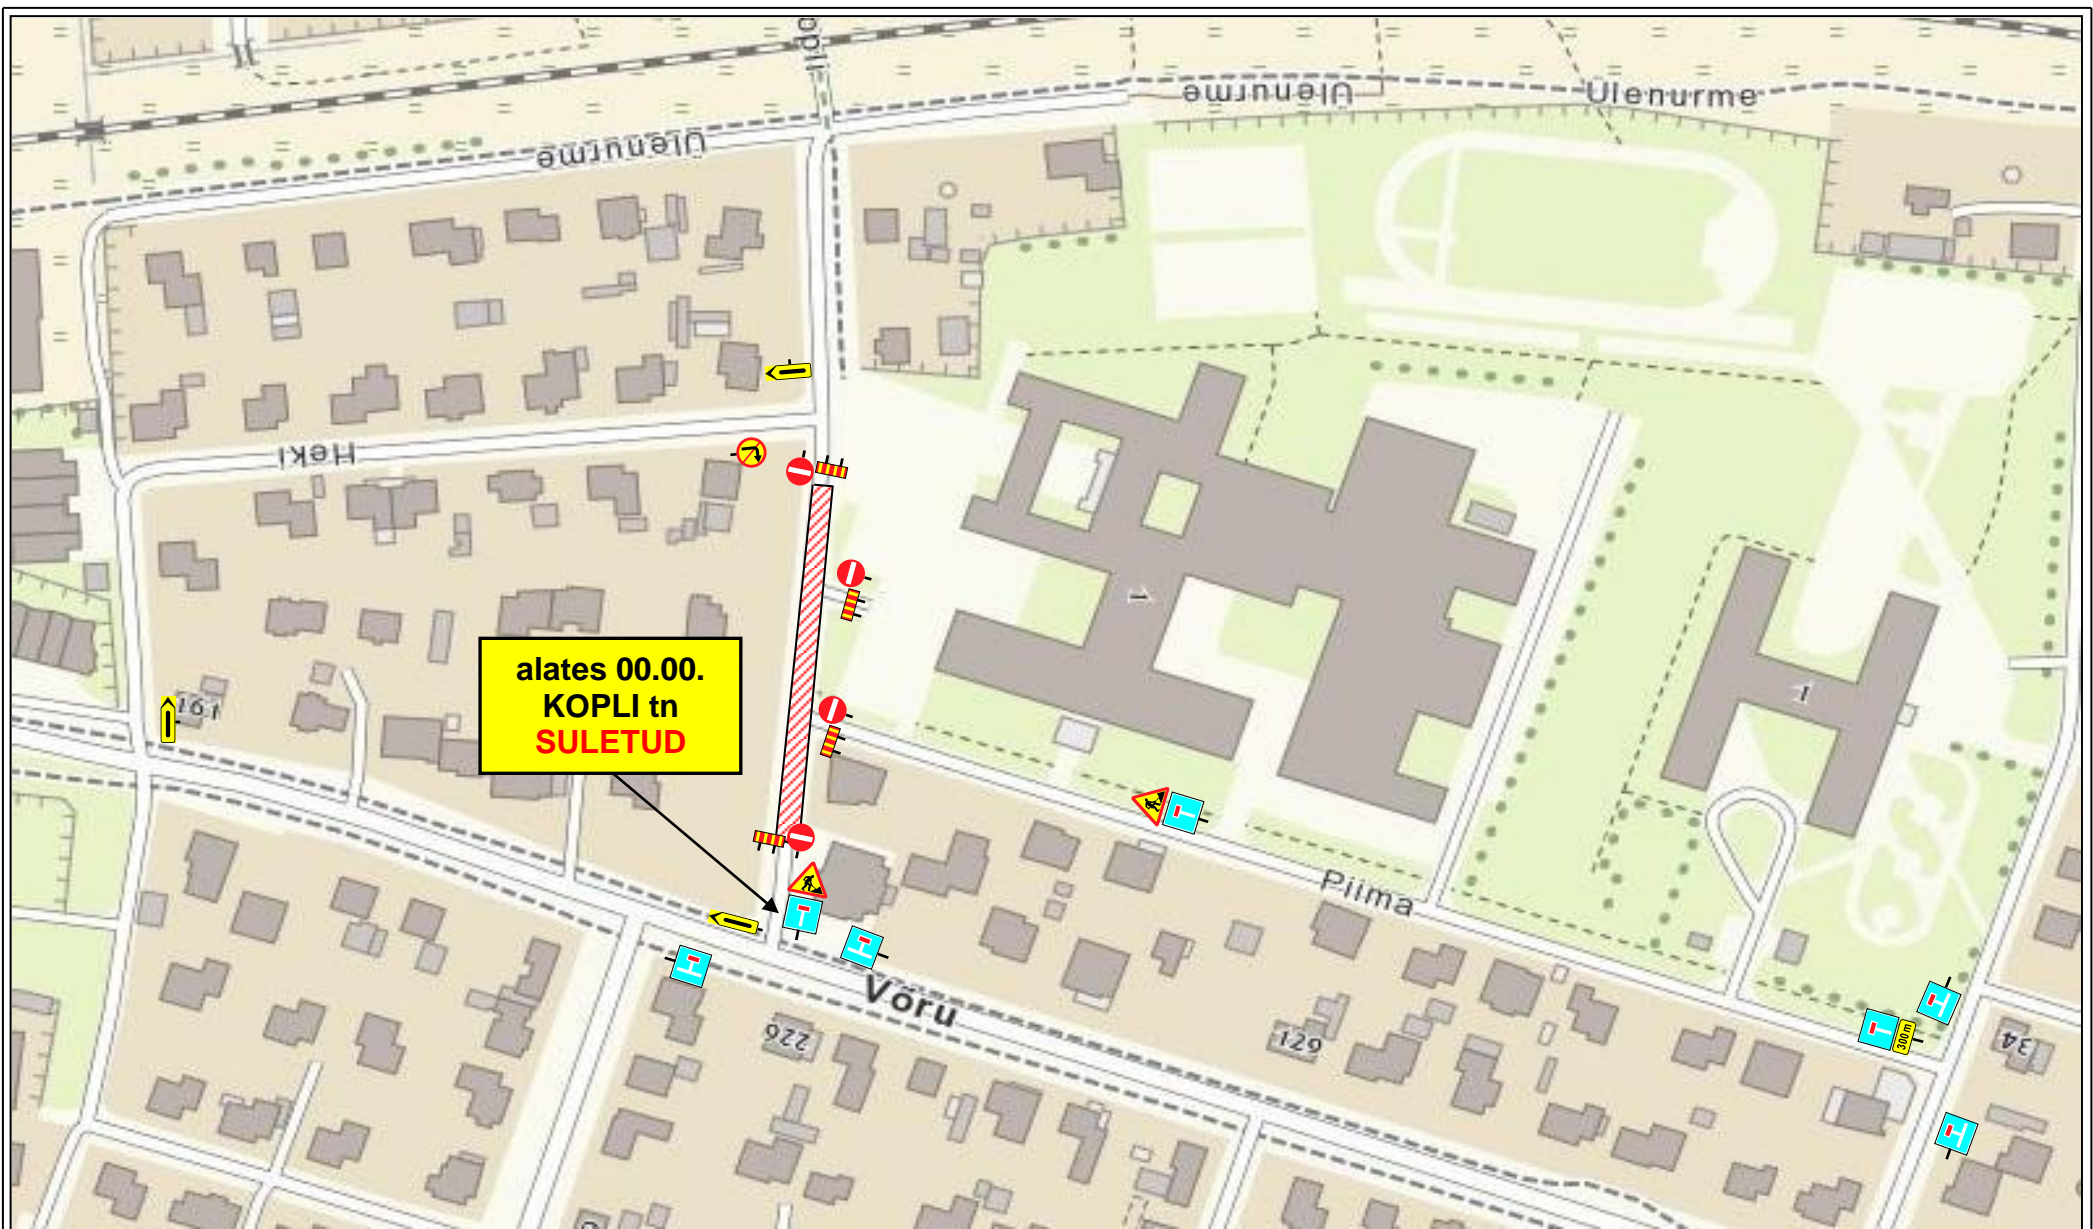 Ülenurme
Ülenurme
Ülenurme
Heki
161
alates 00.00.
KOPLI tn
SULETUD
1
1
Piima
Võru
226
129
300 m
34